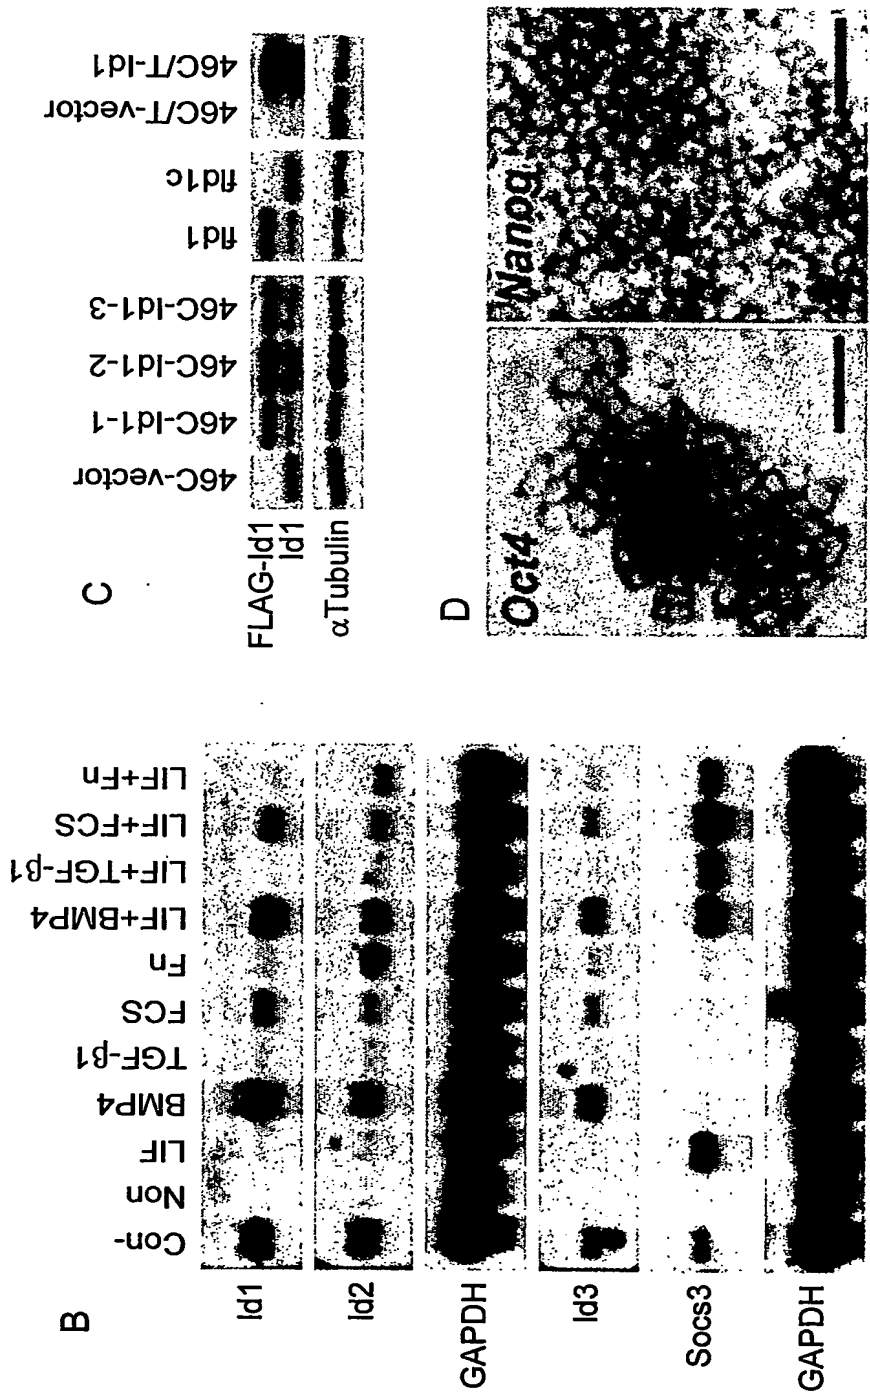 B
Con-
Non
LIF
BMP4
TGF-β1
FCS
Fn
LIF+BMP4
LIF+TGF-β1
LIF+FCS
LIF+Fn
Id1
Id2
GAPDH
Id3
Socs3
GAPDH
C
46C-vector
46C-Id1-1
46C-Id1-2
46C-Id1-3
fId1
fId1c
46C/T-vector
46C/T-Id1
FLAG-Id1
Id1
αTubulin
D
Oct4
Nanog